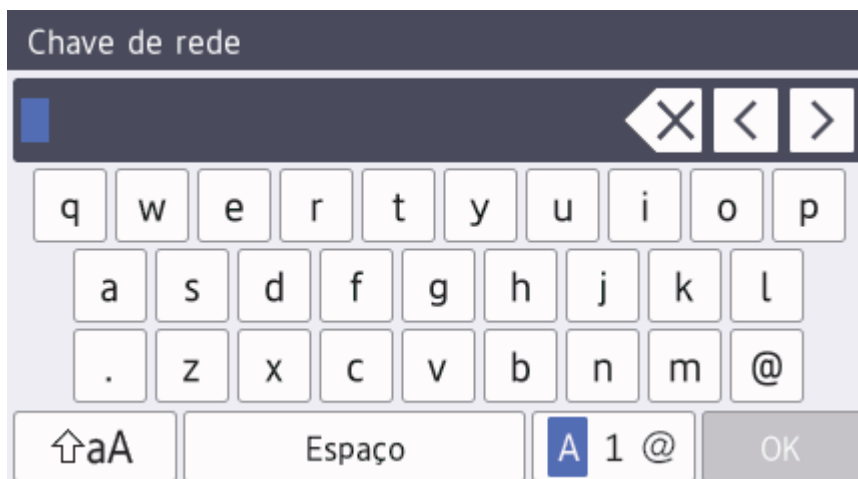 Chave de rede
q w e r t y u i o p
a s d f g h j k l
. z x c v b n m @
aA Espaço A 1 @ OK